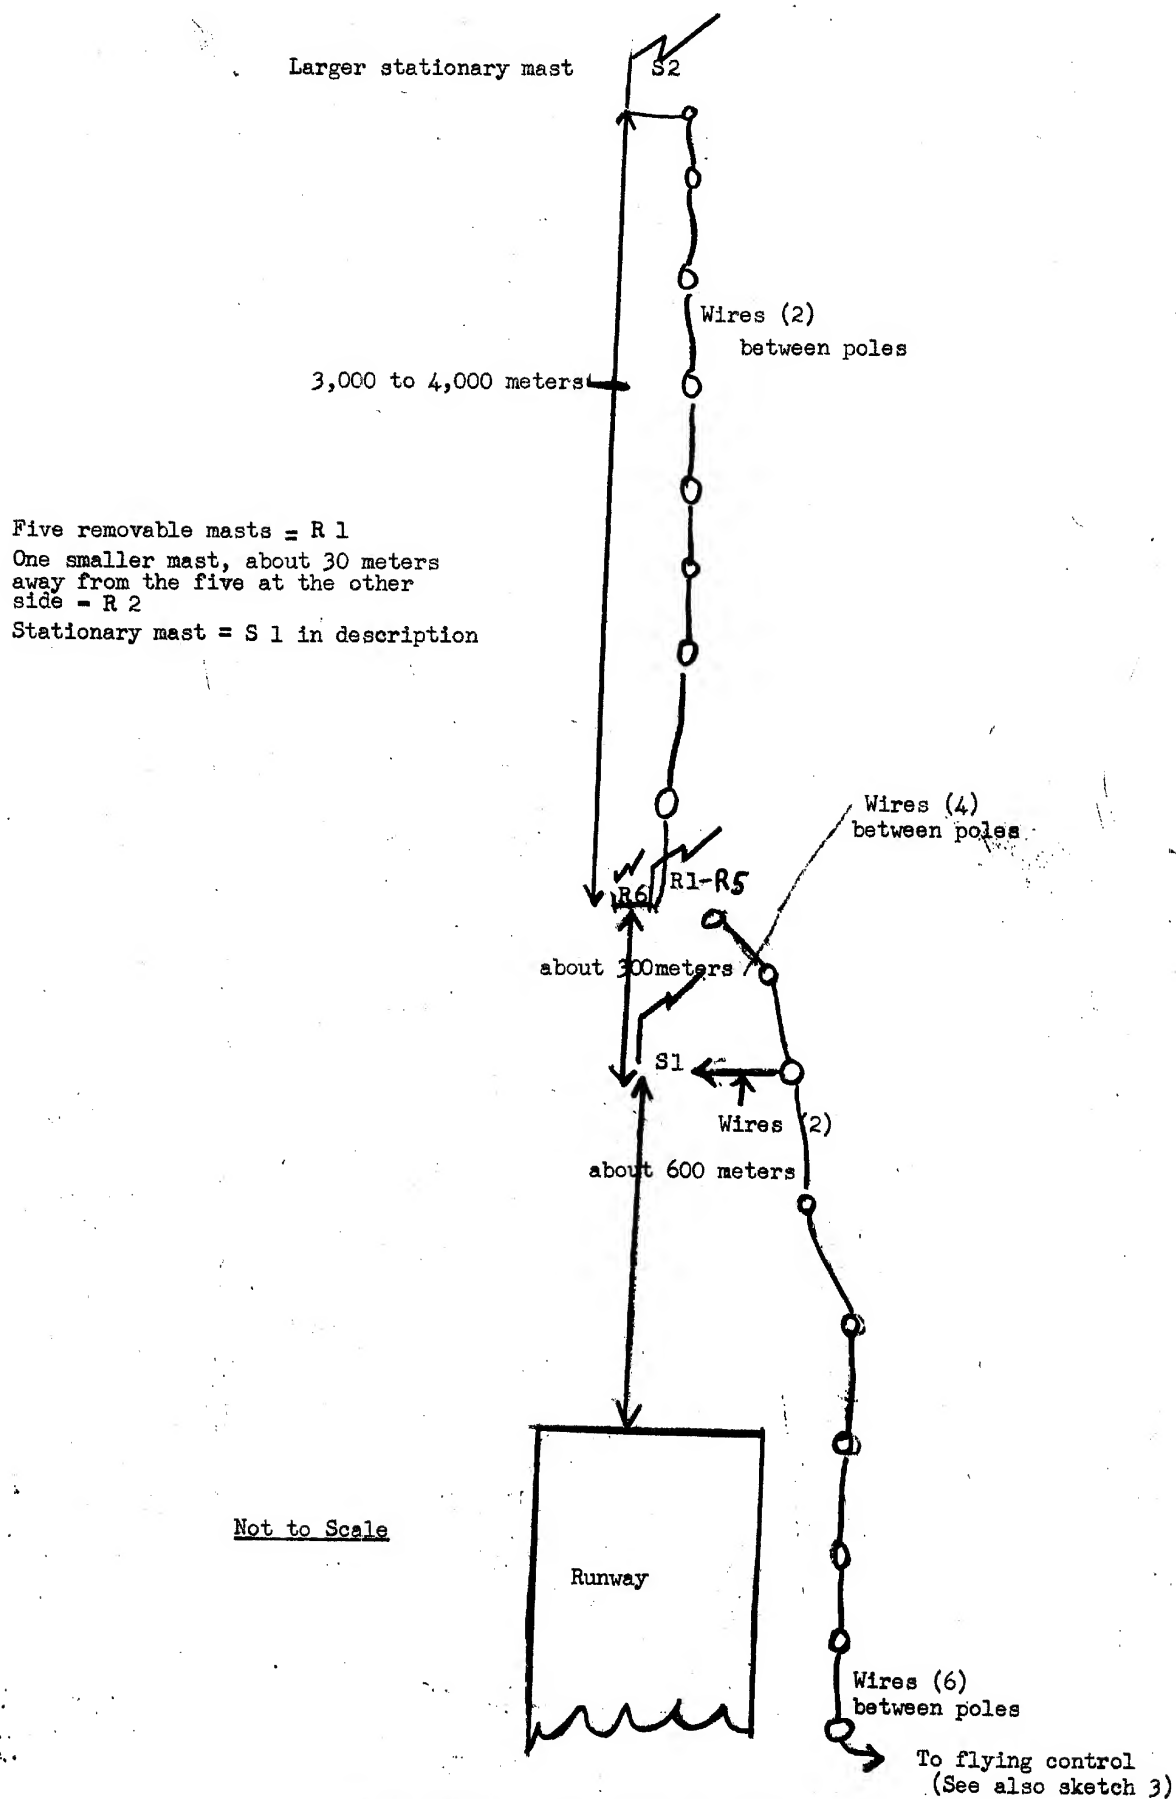 Larger stationary mast
S2
Wires (2)
between poles
3,000 to 4,000 meters
Five removable masts = R 1
One smaller mast, about 30 meters
away from the five at the other
side - R 2
Stationary mast = S 1 in description
Wires (4)
between poles
R6
R1-R5
about 300meters
S1
Wires (2)
about 600 meters
Not to Scale
Runway
Wires (6)
between poles
To flying control
(See also sketch 3)